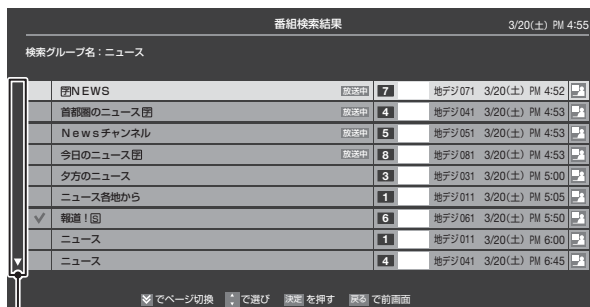 番組検索結果 3/20(土) PM 4:55
検索グループ名：ニュース
字NEWS 放送中 7 地デジ071 3/20(土) PM 4:52
首都圏のニュース字 放送中 4 地デジ041 3/20(土) PM 4:53
Newsチャンネル 放送中 5 地デジ051 3/20(土) PM 4:53
今日のニュース字 放送中 8 地デジ081 3/20(土) PM 4:53
夕方のニュース 3 地デジ031 3/20(土) PM 5:00
ニュース各地から 1 地デジ011 3/20(土) PM 5:05
報道！S 6 地デジ061 3/20(土) PM 5:50
ニュース 1 地デジ011 3/20(土) PM 6:00
ニュース 4 地デジ041 3/20(土) PM 6:45
でページ切換 で選び 決定 を押す 戻る で前画面